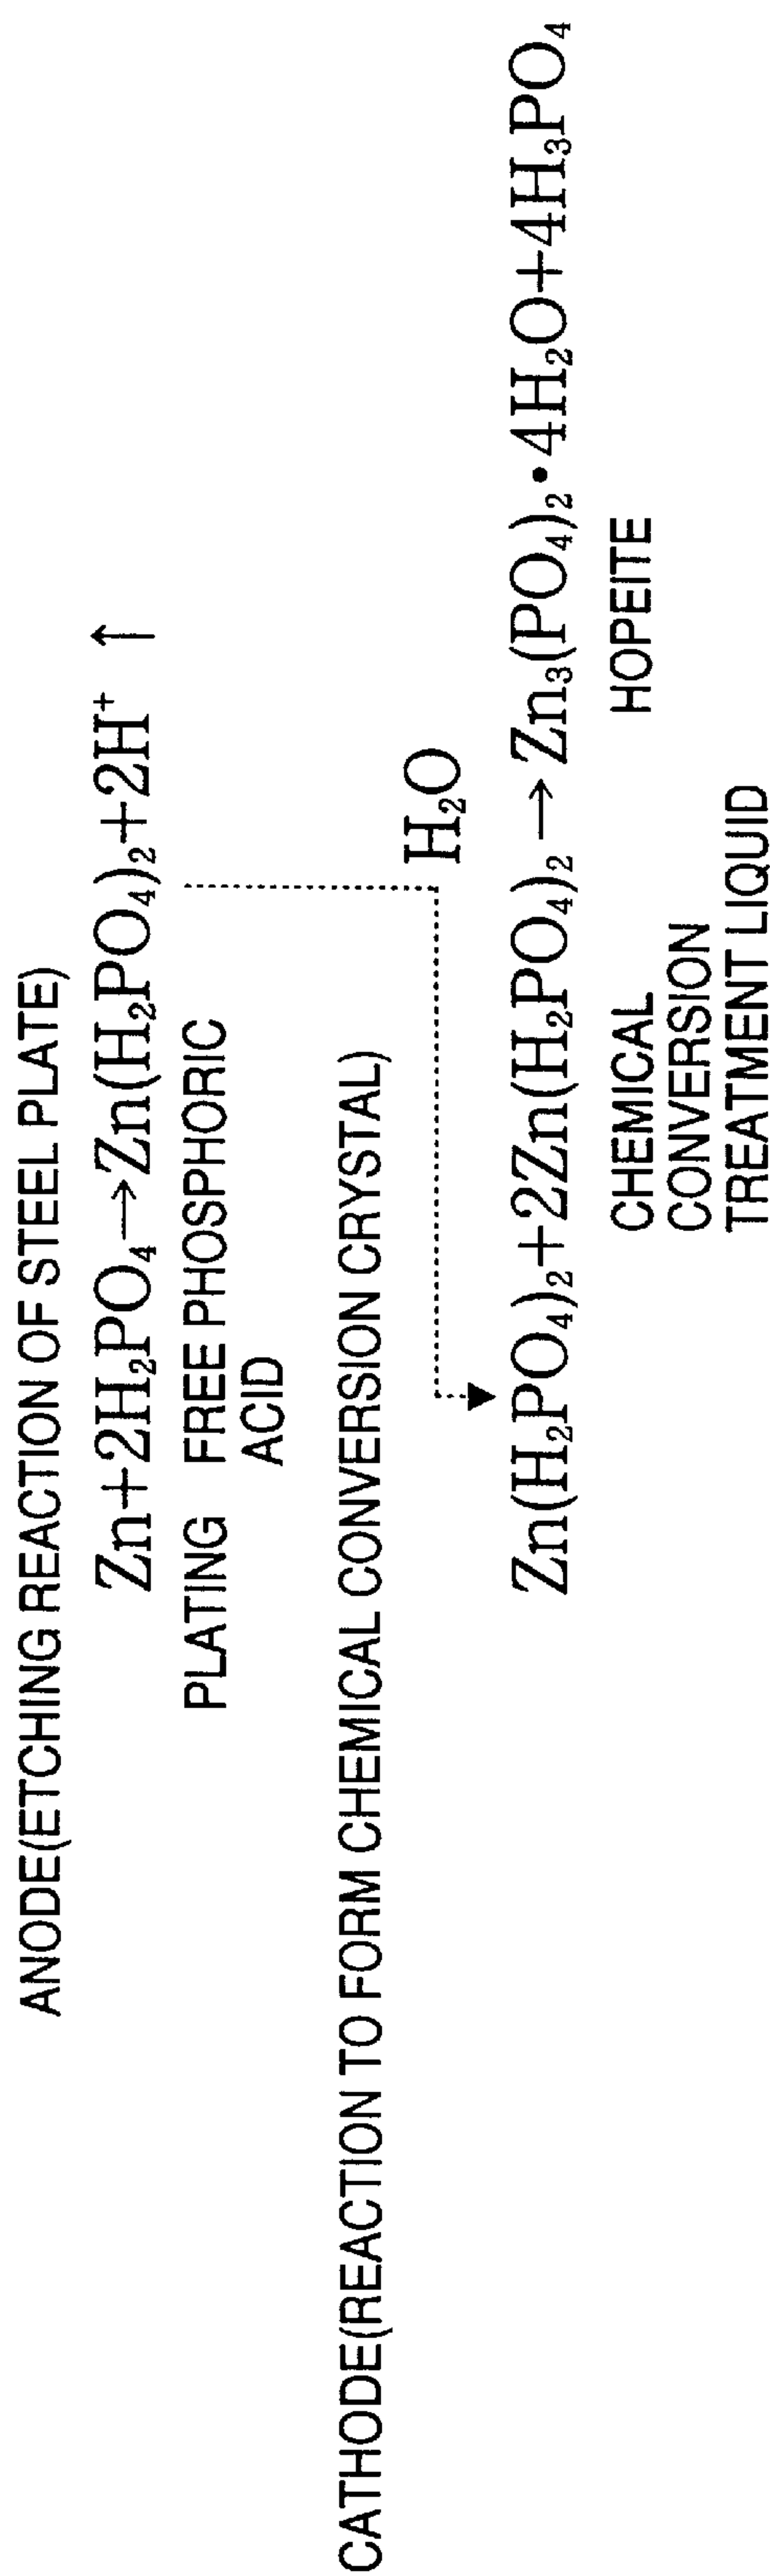 ANODE(ETCHING REACTION OF STEEL PLATE)
Zn+2H₂PO₄→Zn(H₂PO₄)₂+2H⁺ ↑
PLATING FREE PHOSPHORIC
ACID
CATHODE(REACTION TO FORM CHEMICAL CONVERSION CRYSTAL)
H₂O
Zn(H₂PO₄)₂+2Zn(H₂PO₄)₂→Zn₃(PO₄)₂•4H₂O+4H₃PO₄
CHEMICAL HOPEITE
CONVERSION
TREATMENT LIQUID